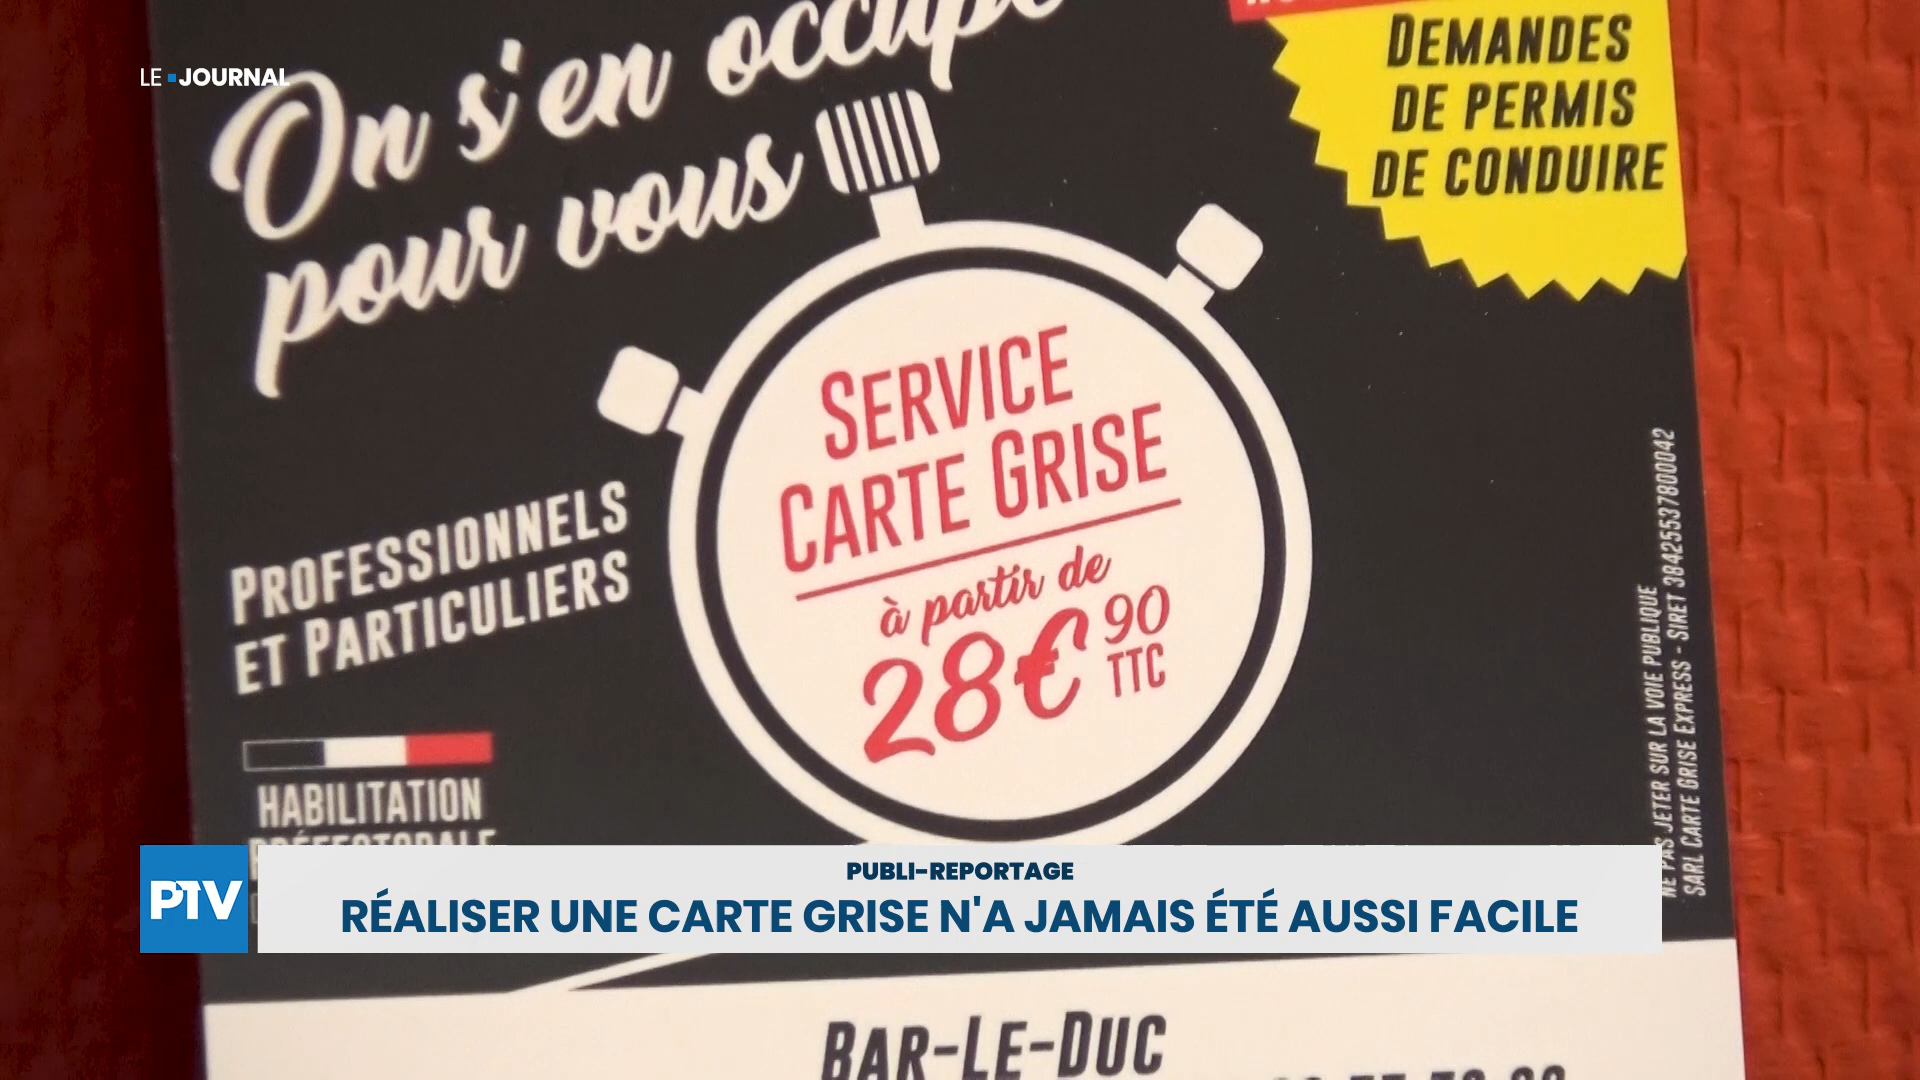 LE JOURNAL
On s'en occupe
pour vous
DEMANDES
DE PERMIS
DE CONDUIRE
SERVICE
CARTE GRISE
à partir de
28€90
TTC
PROFESSIONNELS
ET PARTICULIERS
HABILITATION
PRÉFECTORALE
NE PAS JETER SUR LA VOIE PUBLIQUE
SARL CARTE GRISE EXPRESS - SIRET 38425537800042
PTV
PUBLI-REPORTAGE
RÉALISER UNE CARTE GRISE N'A JAMAIS ÉTÉ AUSSI FACILE
BAR-LE-DUC